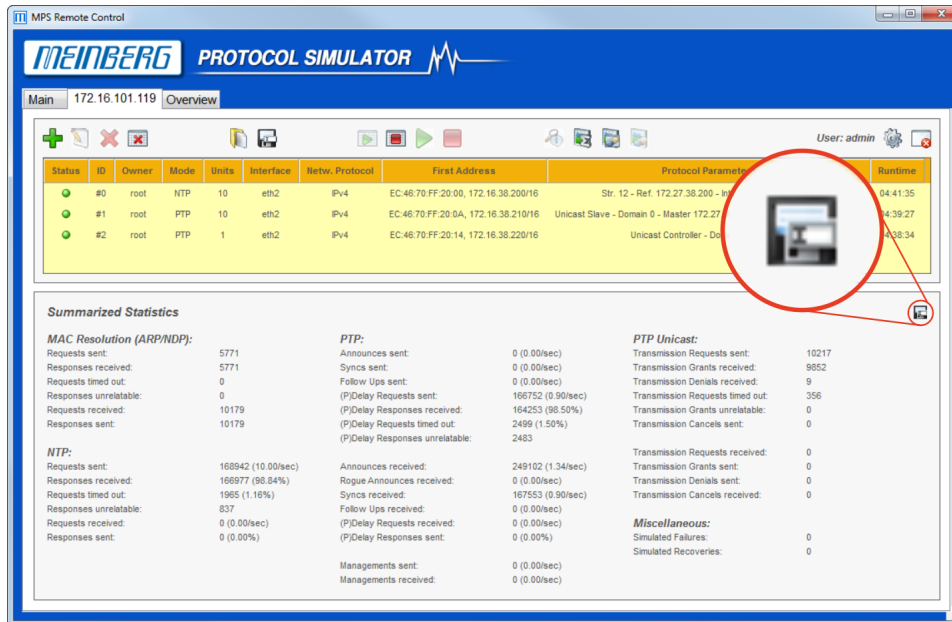 MPS Remote Control
MEINBERG PROTOCOL SIMULATOR
Main 172.16.101.119 Overview
User: admin
Status ID Owner Mode Units Interface Netw. Protocol First Address Protocol Parameter Runtime
#0 root NTP 10 eth2 IPv4 EC:46:70:FF:20:00, 172.16.38.200/16 Str. 12 - Ref. 172.27.38.200 - 04:41:35
#1 root PTP 10 eth2 IPv4 EC:46:70:FF:20:0A, 172.16.38.210/16 Unicast Slave - Domain 0 - Master 172.27 04:39:27
#2 root PTP 1 eth2 IPv4 EC:46:70:FF:20:14, 172.16.38.220/16 Unicast Controller - 38:34
Summarized Statistics
MAC Resolution (ARP/NDP):
Requests sent: 5771
Responses received: 5771
Requests timed out: 0
Responses unrelatable: 0
Requests received: 10179
Responses sent: 10179
NTP:
Requests sent: 168942 (10.00/sec)
Responses received: 166977 (98.84%)
Requests timed out: 1965 (1.16%)
Responses unrelatable: 837
Requests received: 0 (0.00/sec)
Responses sent: 0 (0.00%)
PTP:
Announces sent: 0 (0.00/sec)
Syncs sent: 0 (0.00/sec)
Follow Ups sent: 0 (0.00/sec)
(P)Delay Requests sent: 166752 (0.90/sec)
(P)Delay Responses received: 164253 (98.50%)
(P)Delay Requests timed out: 2499 (1.50%)
(P)Delay Responses unrelatable: 2483
Announces received: 249102 (1.34/sec)
Rogue Announces received: 0 (0.00/sec)
Syncs received: 167553 (0.90/sec)
Follow Ups received: 0 (0.00/sec)
(P)Delay Requests received: 0 (0.00/sec)
(P)Delay Responses sent: 0 (0.00%)
Managements sent: 0 (0.00/sec)
Managements received: 0 (0.00/sec)
PTP Unicast:
Transmission Requests sent: 10217
Transmission Grants received: 9852
Transmission Denials received: 9
Transmission Requests timed out: 356
Transmission Grants unrelatable: 0
Transmission Cancels sent: 0
Transmission Requests received: 0
Transmission Grants sent: 0
Transmission Denials sent: 0
Transmission Cancels received: 0
Miscellaneous:
Simulated Failures: 0
Simulated Recoveries: 0